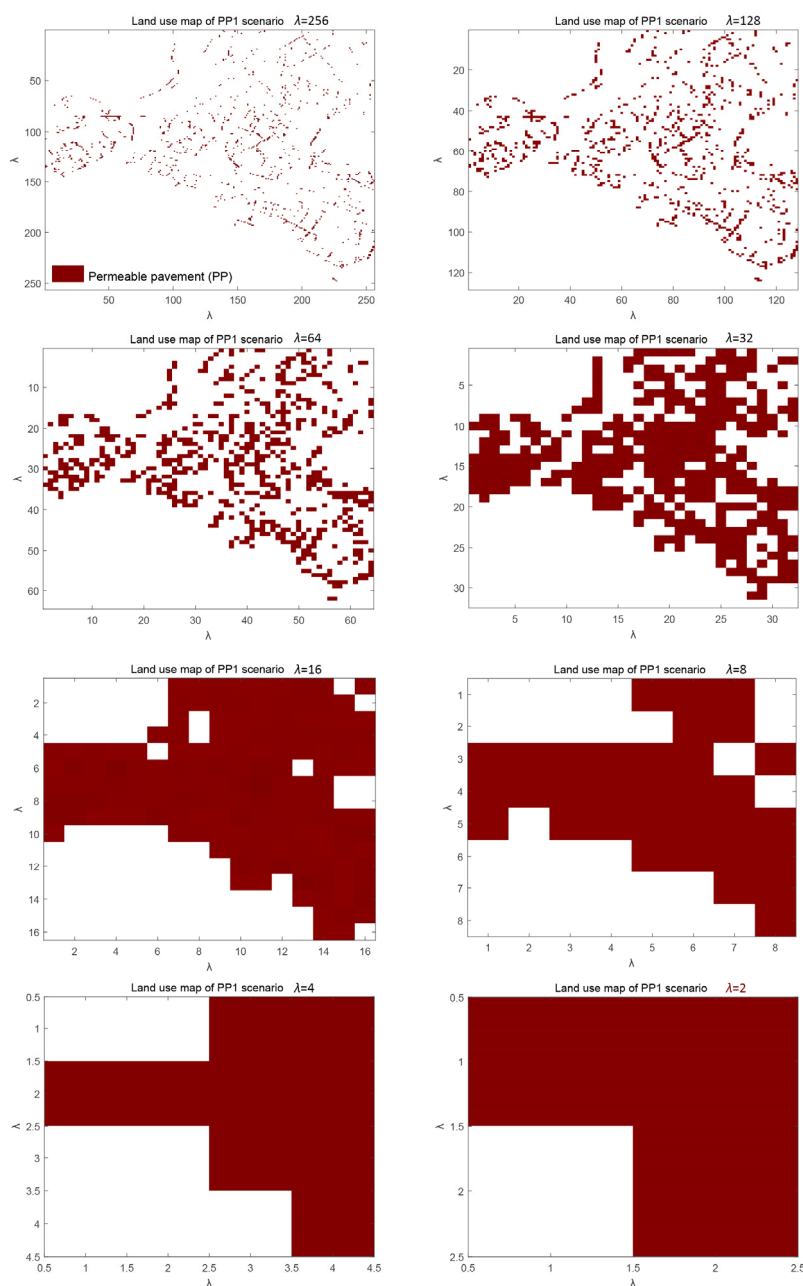 Land use map of PP1 scenario λ=256
50
100
150
200
250
λ
Permeable pavement (PP)
50 100 150 200 250
λ
Land use map of PP1 scenario λ=128
20
40
60
80
100
120
λ
20 40 60 80 100 120
λ
Land use map of PP1 scenario λ=64
10
20
30
40
50
60
λ
10 20 30 40 50 60
λ
Land use map of PP1 scenario λ=32
5
10
15
20
25
30
λ
5 10 15 20 25 30
λ
Land use map of PP1 scenario λ=16
2
4
6
8
10
12
14
16
λ
2 4 6 8 10 12 14 16
λ
Land use map of PP1 scenario λ=8
1
2
3
4
5
6
7
8
λ
1 2 3 4 5 6 7 8
λ
Land use map of PP1 scenario λ=4
0.5
1
1.5
2
2.5
3
3.5
4
4.5
λ
0.5 1 1.5 2 2.5 3 3.5 4 4.5
λ
Land use map of PP1 scenario λ=2
0.5
1
1.5
2
2.5
λ
0.5 1 1.5 2 2.5
λ